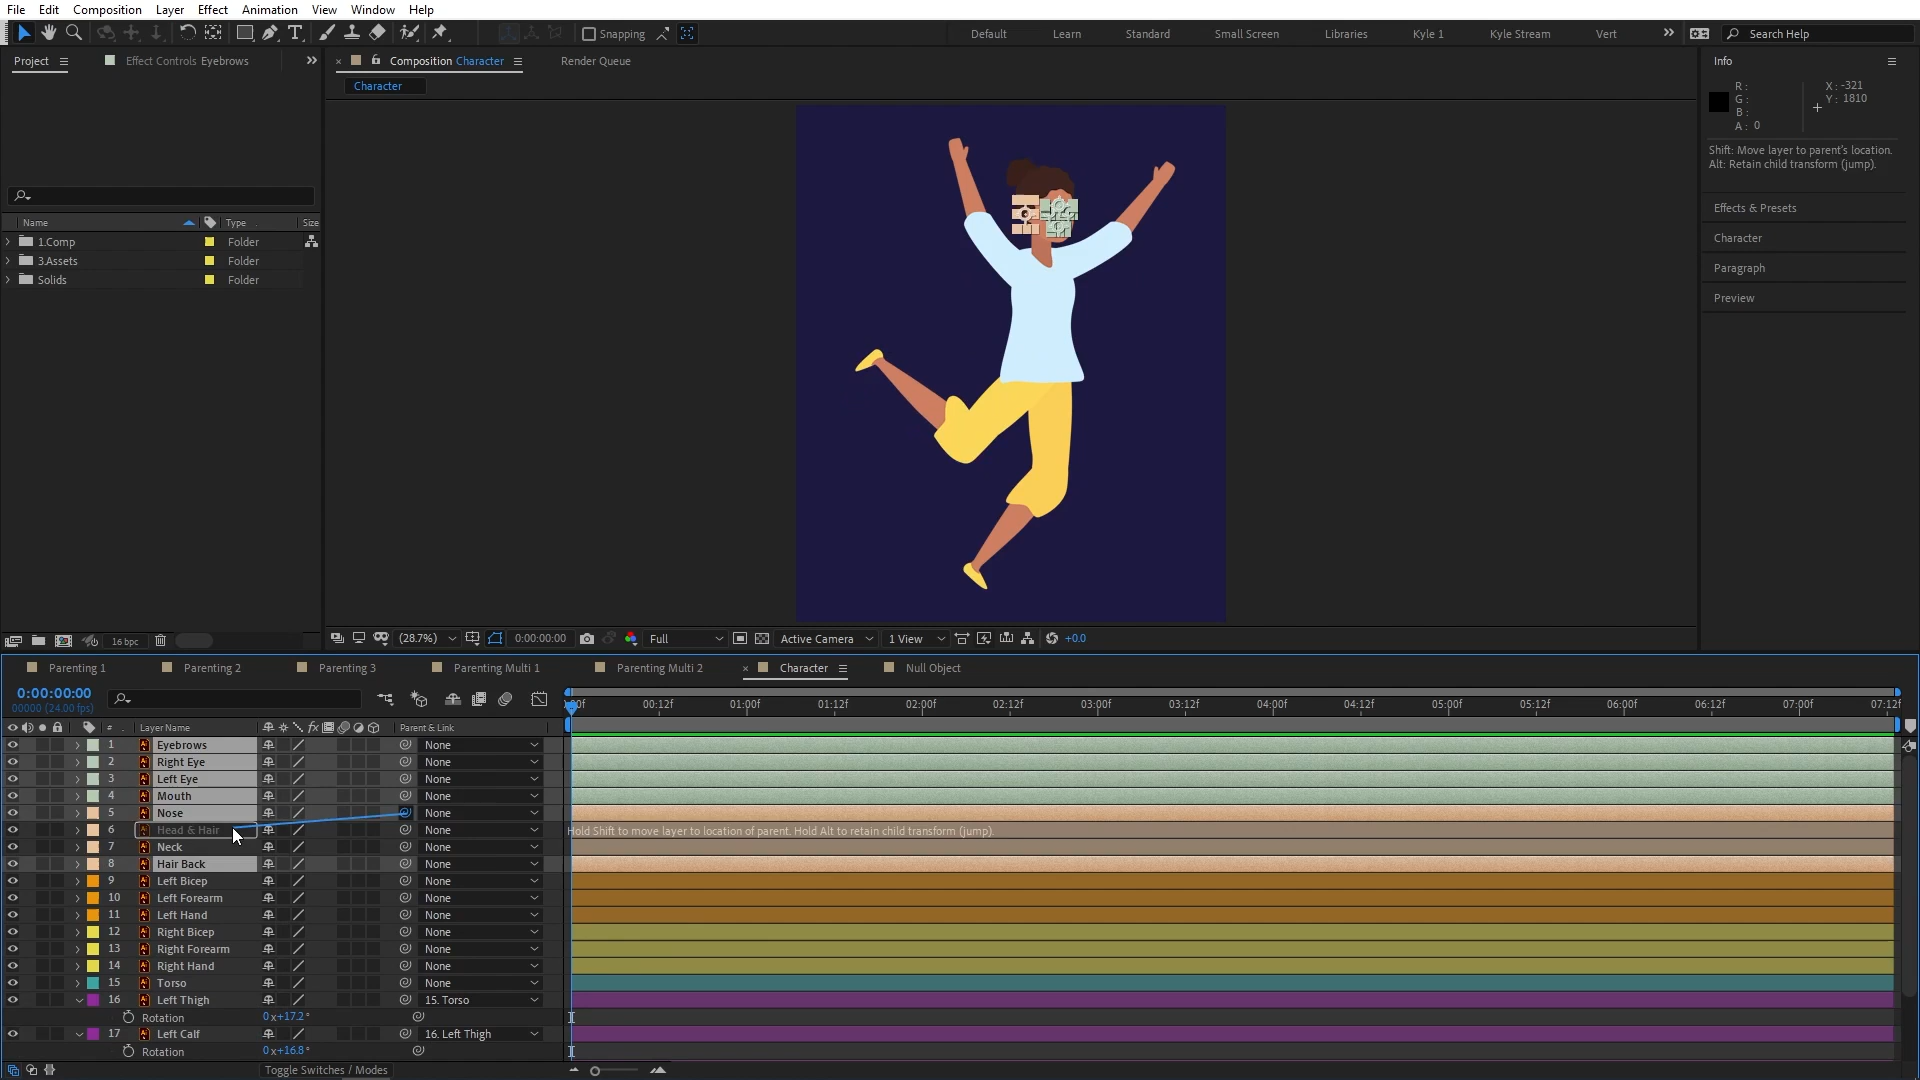 File Edit Composition Layer Effect Animation View Window Help
Snapping Default Learn Standard Small Screen Libraries Kyle 1 Kyle Stream Vert Search Help
Project Effect Controls Eyebrows
Composition Character Render Queue
Info
Character
R : X : -321
G : Y : 1810
B :
A : 0
Shift: Move layer to parent's location.
Alt: Retain child transform (jump).
Effects & Presets
Character
Paragraph
Preview
Name Type Size
1.Comp Folder
3.Assets Folder
Solids Folder
16 bpc
(28.7%) 0:00:00:00 Full Active Camera 1 View +0.0
Parenting 1 Parenting 2 Parenting 3 Parenting Multi 1 Parenting Multi 2 Character Null Object
0:00:00:00
00000 (24.00 fps)
00:12f 01:00f 01:12f 02:00f 02:12f 03:00f 03:12f 04:00f 04:12f 05:00f 05:12f 06:00f 06:12f 07:00f 07:12f
# Layer Name fx Parent & Link
1 Eyebrows None
2 Right Eye None
3 Left Eye None
4 Mouth None
5 Nose None
6 Head & Hair None Hold Shift to move layer to location of parent. Hold Alt to retain child transform (jump).
7 Neck None
8 Hair Back None
9 Left Bicep None
10 Left Forearm None
11 Left Hand None
12 Right Bicep None
13 Right Forearm None
14 Right Hand None
15 Torso None
16 Left Thigh 15. Torso
Rotation 0x+17.2°
17 Left Calf 16. Left Thigh
Rotation 0x+16.8°
Toggle Switches / Modes